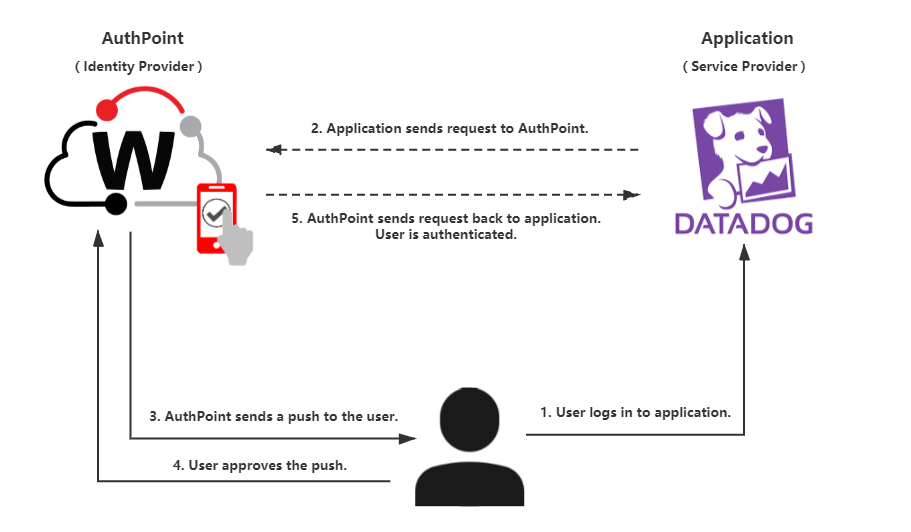 AuthPoint
( Identity Provider )
Application
( Service Provider )
W
2. Application sends request to AuthPoint.
5. AuthPoint sends request back to application.
User is authenticated.
DATADOG
3. AuthPoint sends a push to the user.
1. User logs in to application.
4. User approves the push.